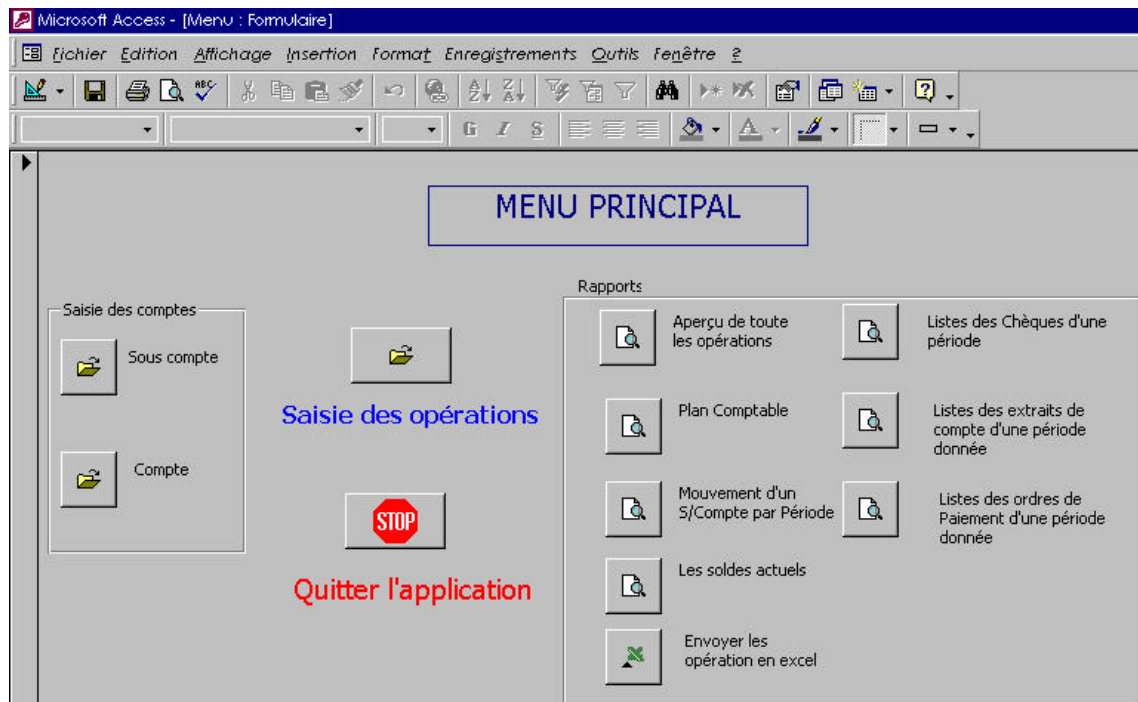 Microsoft Access - [Menu : Formulaire]
Fichier Edition Affichage Insertion Format Enregistrements Outils Fenêtre ?
ABC
G I S
MENU PRINCIPAL
Saisie des comptes
Sous compte
Compte
Saisie des opérations
STOP
Quitter l'application
Rapports
Aperçu de toute
les opérations
Plan Comptable
Mouvement d'un
S/Compte par Période
Les soldes actuels
Envoyer les
opération en excel
Listes des Chèques d'une
période
Listes des extraits de
compte d'une période
donnée
Listes des ordres de
Paiement d'une période
donnée